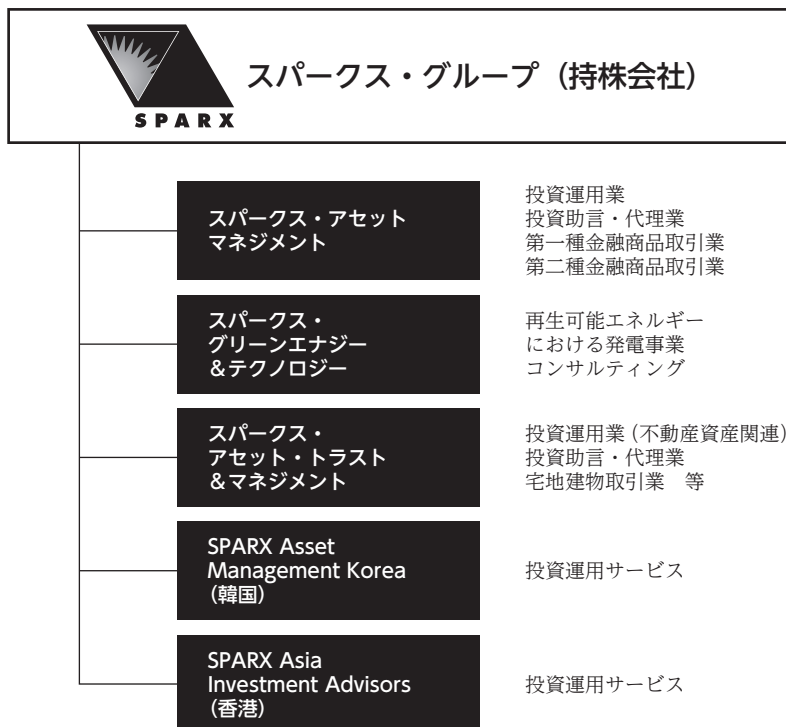 SPARX
スパークス・グループ（持株会社）
スパークス・アセット
マネジメント
投資運用業
投資助言・代理業
第一種金融商品取引業
第二種金融商品取引業
スパークス・
グリーンエナジー
&テクノロジー
再生可能エネルギー
における発電事業
コンサルティング
スパークス・
アセット・トラスト
&マネジメント
投資運用業(不動産資産関連)
投資助言・代理業
宅地建物取引業　等
SPARX Asset
Management Korea
(韓国)
投資運用サービス
SPARX Asia
Investment Advisors
(香港)
投資運用サービス